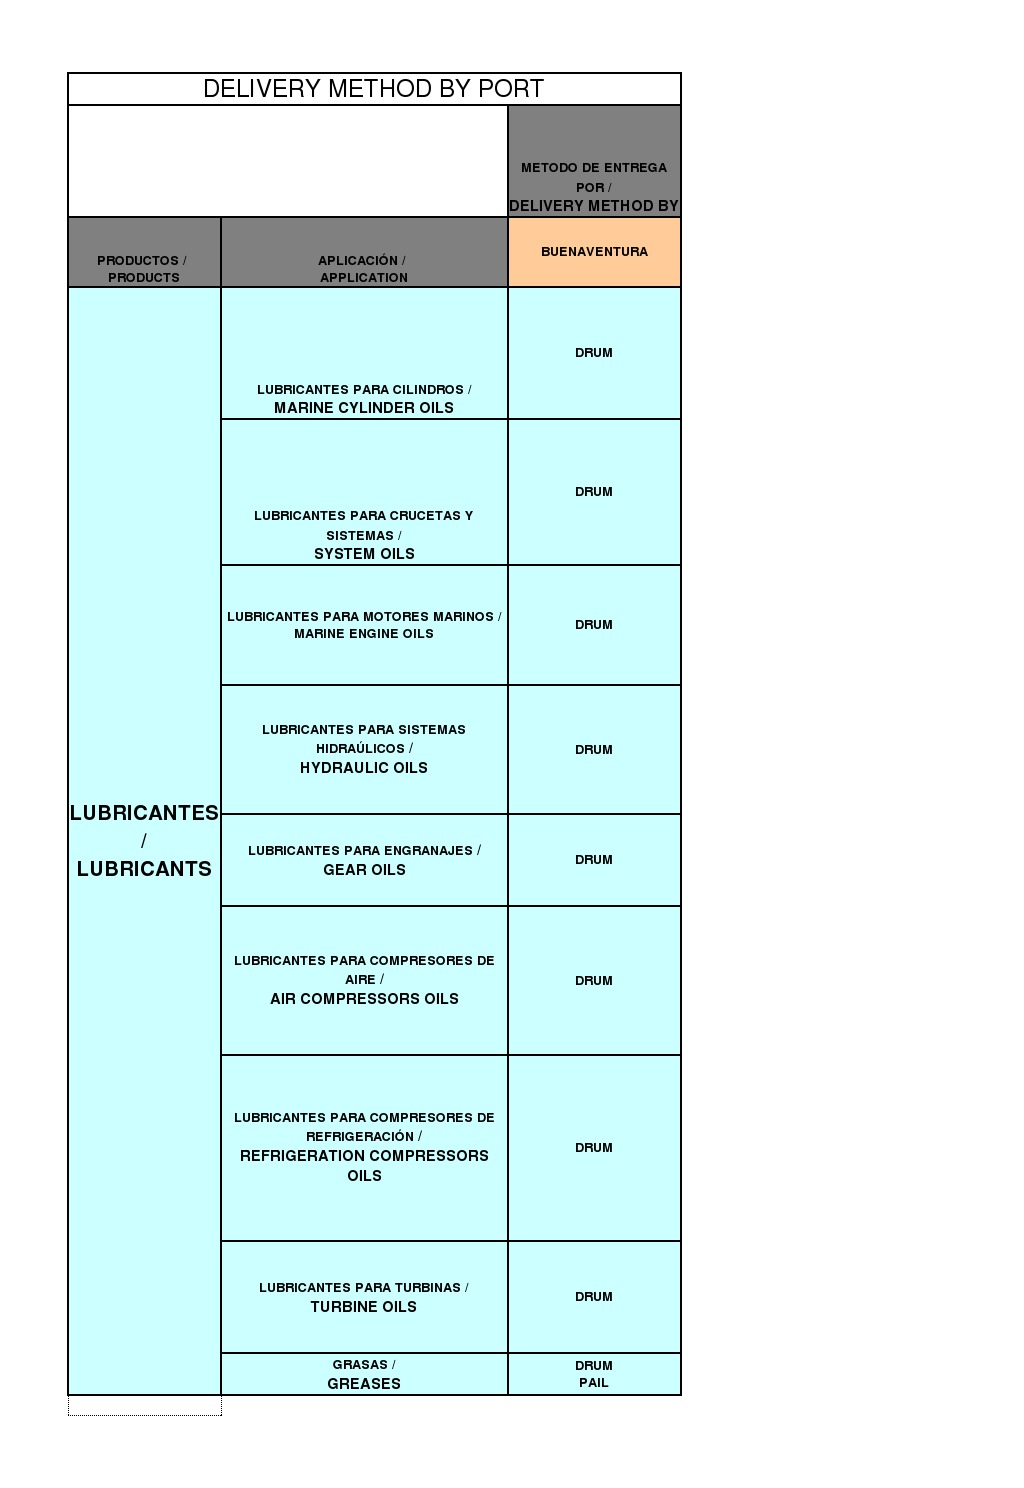 DELIVERY METHOD BY PORT
METODO DE ENTREGA
POR /
DELIVERY METHOD BY
PRODUCTOS /
PRODUCTS
APLICACIÓN /
APPLICATION
BUENAVENTURA
LUBRICANTES
/
LUBRICANTS
LUBRICANTES PARA CILINDROS /
MARINE CYLINDER OILS
DRUM
LUBRICANTES PARA CRUCETAS Y
SISTEMAS /
SYSTEM OILS
DRUM
LUBRICANTES PARA MOTORES MARINOS /
MARINE ENGINE OILS
DRUM
LUBRICANTES PARA SISTEMAS
HIDRAÚLICOS /
HYDRAULIC OILS
DRUM
LUBRICANTES PARA ENGRANAJES /
GEAR OILS
DRUM
LUBRICANTES PARA COMPRESORES DE
AIRE /
AIR COMPRESSORS OILS
DRUM
LUBRICANTES PARA COMPRESORES DE
REFRIGERACIÓN /
REFRIGERATION COMPRESSORS
OILS
DRUM
LUBRICANTES PARA TURBINAS /
TURBINE OILS
DRUM
GRASAS /
GREASES
DRUM
PAIL